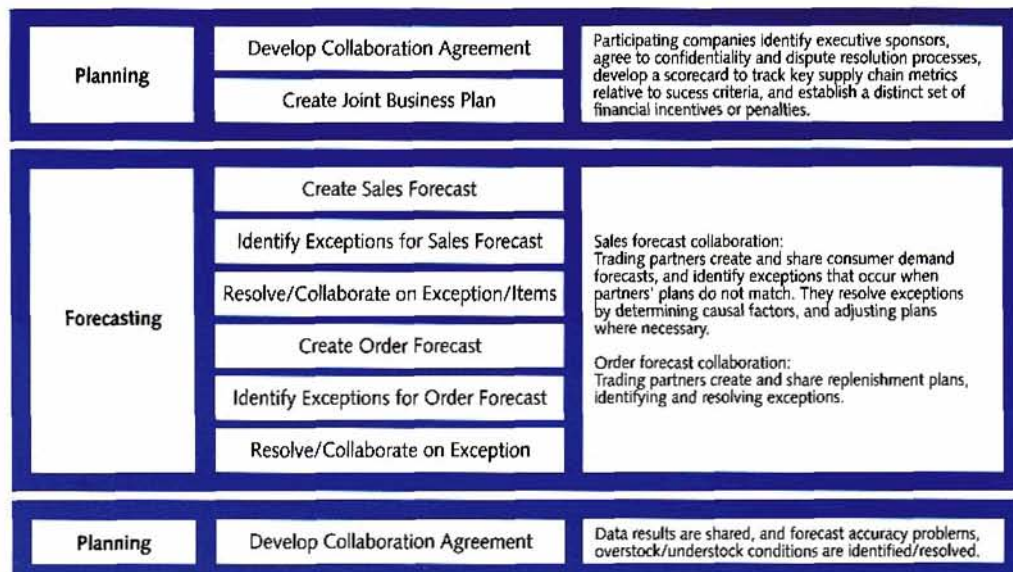 Planning
Develop Collaboration Agreement
Create Joint Business Plan
Participating companies identify executive sponsors,
agree to confidentiality and dispute resolution processes,
develop a scorecard to track key supply chain metrics
relative to sucess criteria, and establish a distinct set of
financial incentives or penalties.
Forecasting
Create Sales Forecast
Identify Exceptions for Sales Forecast
Resolve/Collaborate on Exception/Items
Create Order Forecast
Identify Exceptions for Order Forecast
Resolve/Collaborate on Exception
Sales forecast collaboration:
Trading partners create and share consumer demand
forecasts, and identify exceptions that occur when
partners' plans do not match. They resolve exceptions
by determining causal factors, and adjusting plans
where necessary.
Order forecast collaboration:
Trading partners create and share replenishment plans,
identifying and resolving exceptions.
Planning
Develop Collaboration Agreement
Data results are shared, and forecast accuracy problems,
overstock/understock conditions are identified/resolved.